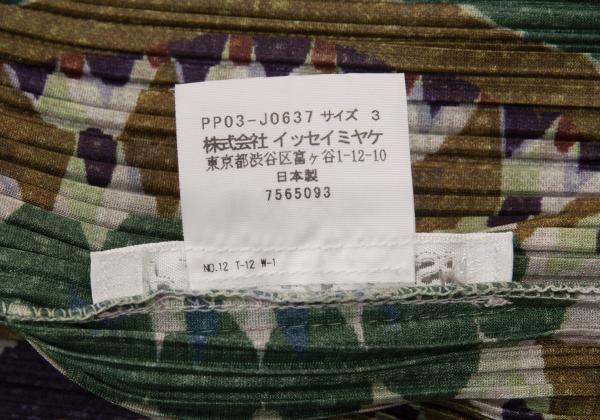 PP03-J0637 サイズ 3
株式会社 イッセイミヤケ
東京都渋谷区富ヶ谷1-12-10
日本製
7565093
NO.12 T-12 W-1